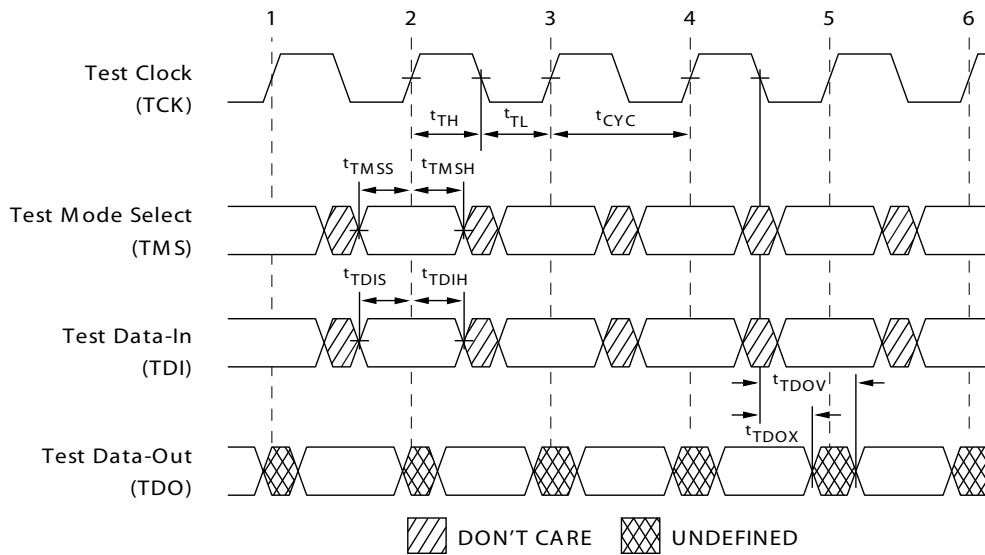 1 2 3 4 5 6
Test Clock
(TCK)
tTH tTL tCYC
tTMSS tTMSH
Test Mode Select
(TMS)
tTDIS tTDIH
Test Data-In
(TDI)
tTDOV
tTDOX
Test Data-Out
(TDO)
DON'T CARE UNDEFINED